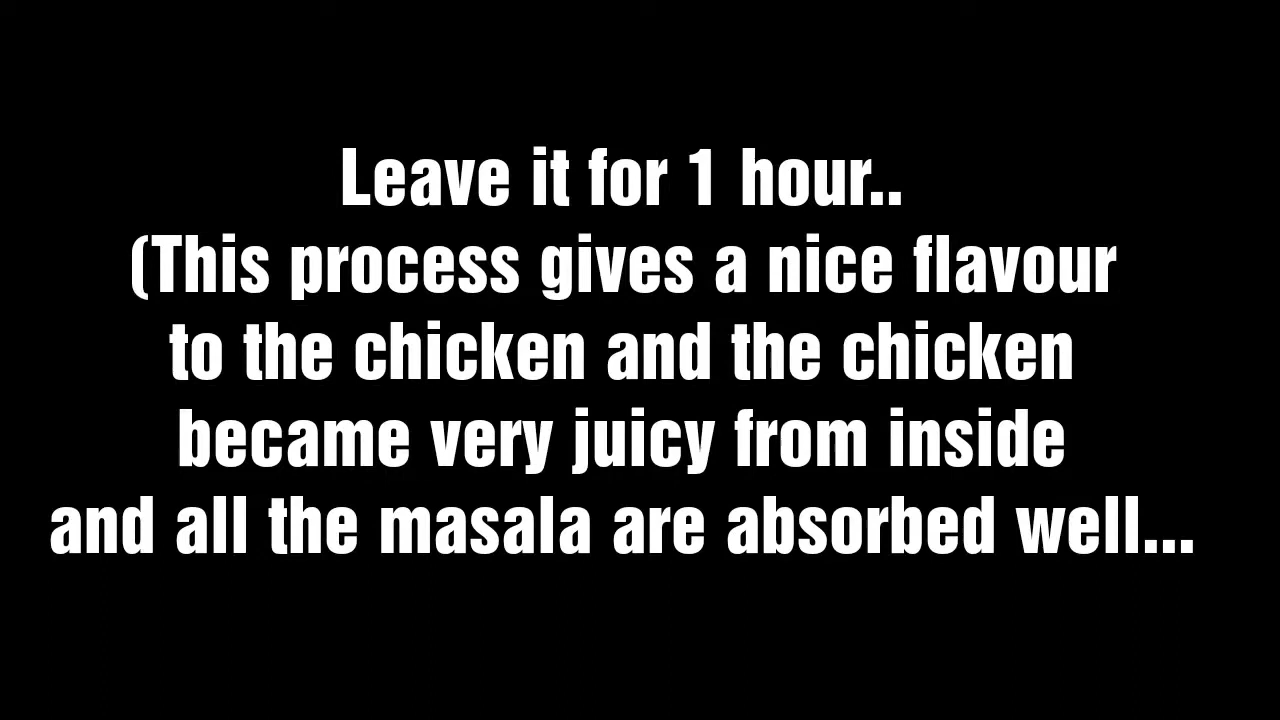 Leave it for 1 hour..
(This process gives a nice flavour
to the chicken and the chicken
became very juicy from inside
and all the masala are absorbed well...